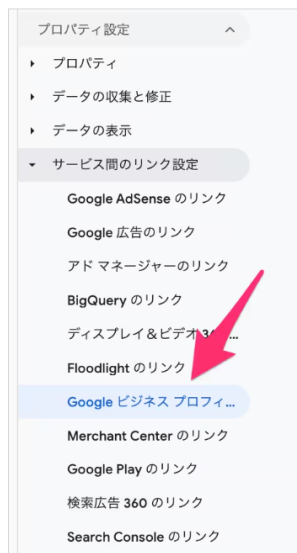 プロパティ設定
プロパティ
データの収集と修正
データの表示
サービス間のリンク設定
Google AdSense のリンク
Google 広告のリンク
アド マネージャーのリンク
BigQuery のリンク
ディスプレイ＆ビデオ 36...
Floodlight のリンク
Google ビジネス プロフィ...
Merchant Center のリンク
Google Play のリンク
検索広告 360 のリンク
Search Console のリンク